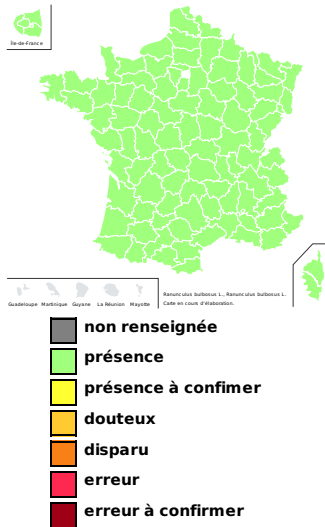 Île-de-France
Guadeloupe Martinique Guyane La Réunion Mayotte
Ranunculus bulbosus L., Ranunculus bulbosus L.
Carte en cours d'élaboration.
non renseignée
présence
présence à confimer
douteux
disparu
erreur
erreur à confirmer